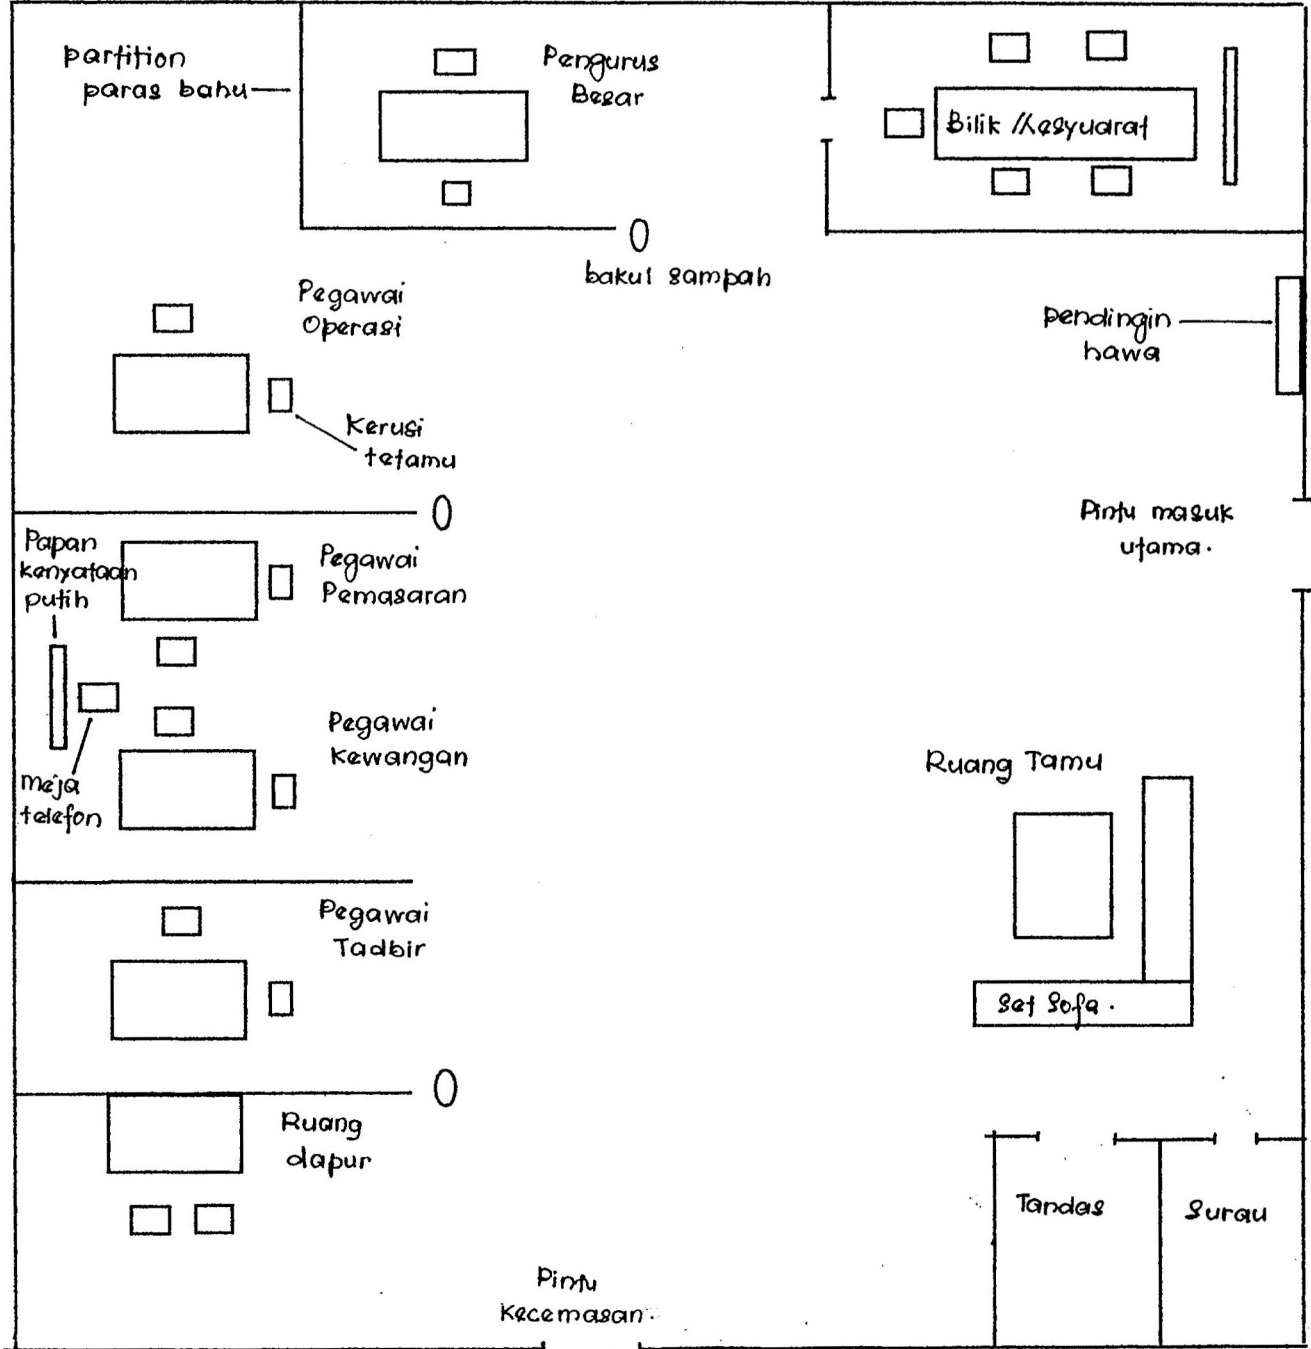 partition
paras bahu
Pengurus
Besar
Bilik Mesyuarat
bakul sampah
Pegawai
Operasi
Pendingin
hawa
Kerusi
tetamu
Pintu masuk
utama.
Papan
kenyataan
putih
Pegawai
Pemasaran
Pegawai
Kewangan
Meja
telefon
Ruang Tamu
Pegawai
Tadbir
Set Sofa.
Ruang
dapur
Tandas
Surau
Pintu
Kecemasan.